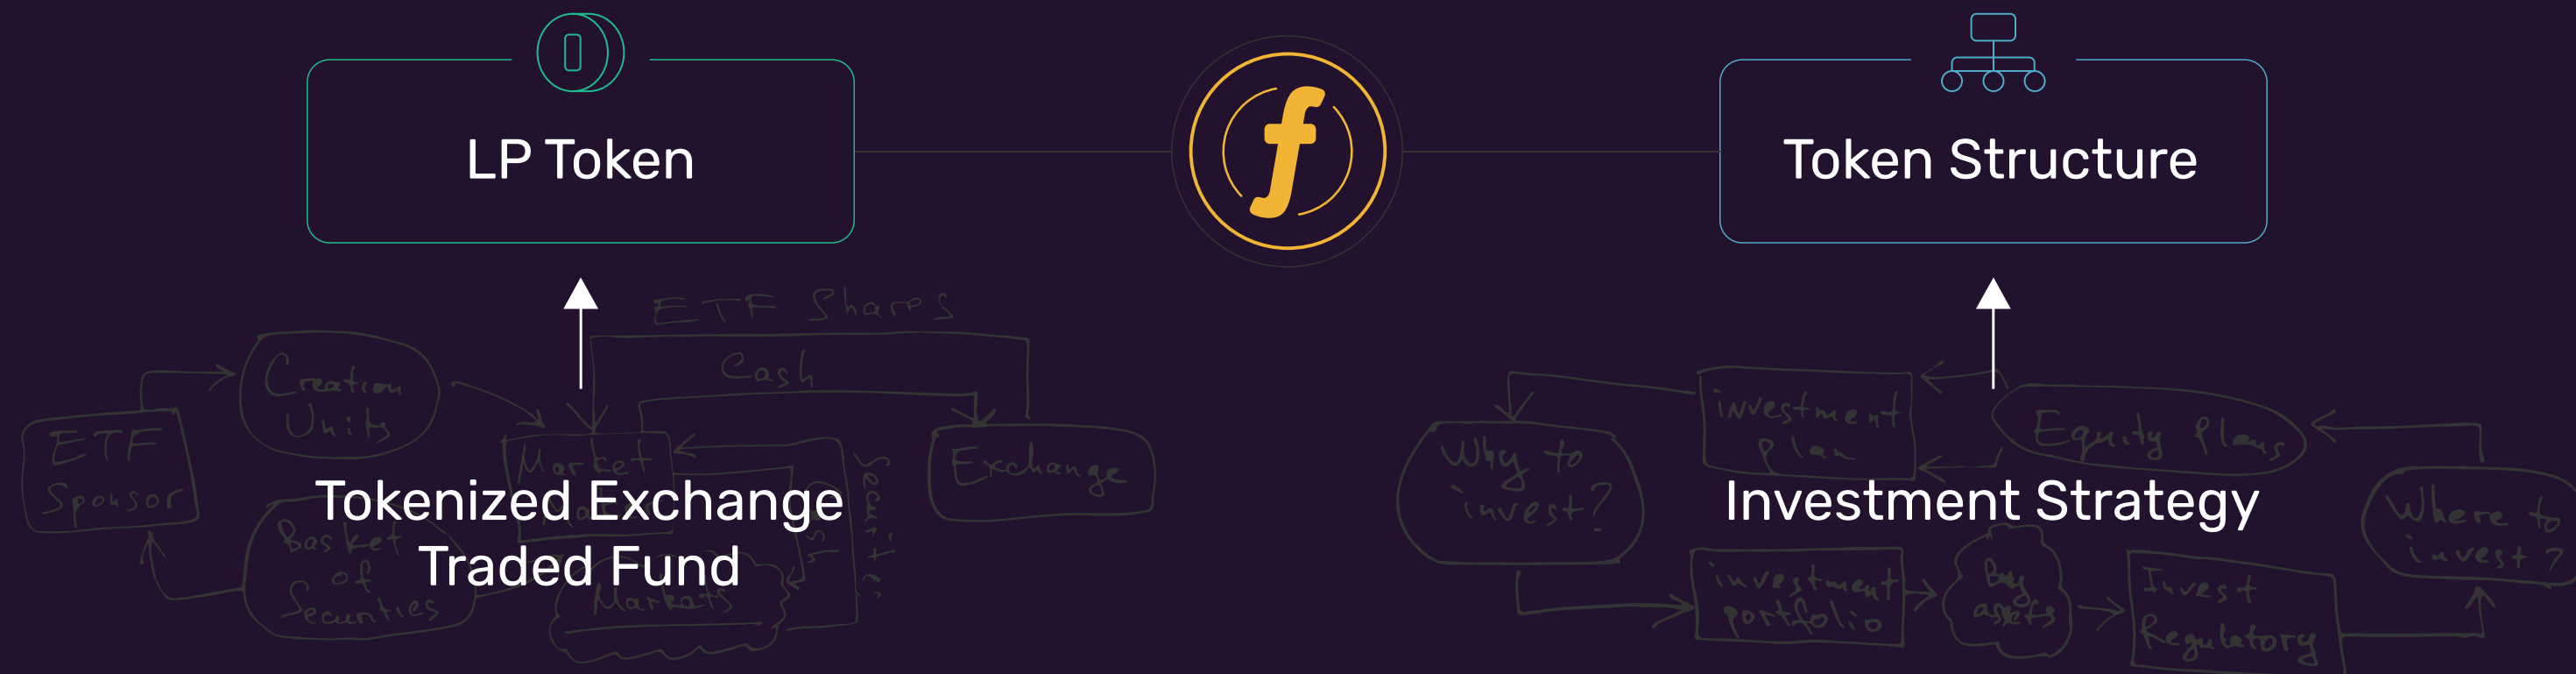 LP Token
f
Token Structure
ETF Shares
Cash
Creation
Units
ETF
Sponsor
Market
Exchange
Tokenized Exchange
Traded Fund
Basket
of
Securities
Markets
investment
plan
Equity Plans
Why to
invest?
Investment Strategy
Where to
invest?
investment
portfolio
Buy
assets
Invest
Regulatory